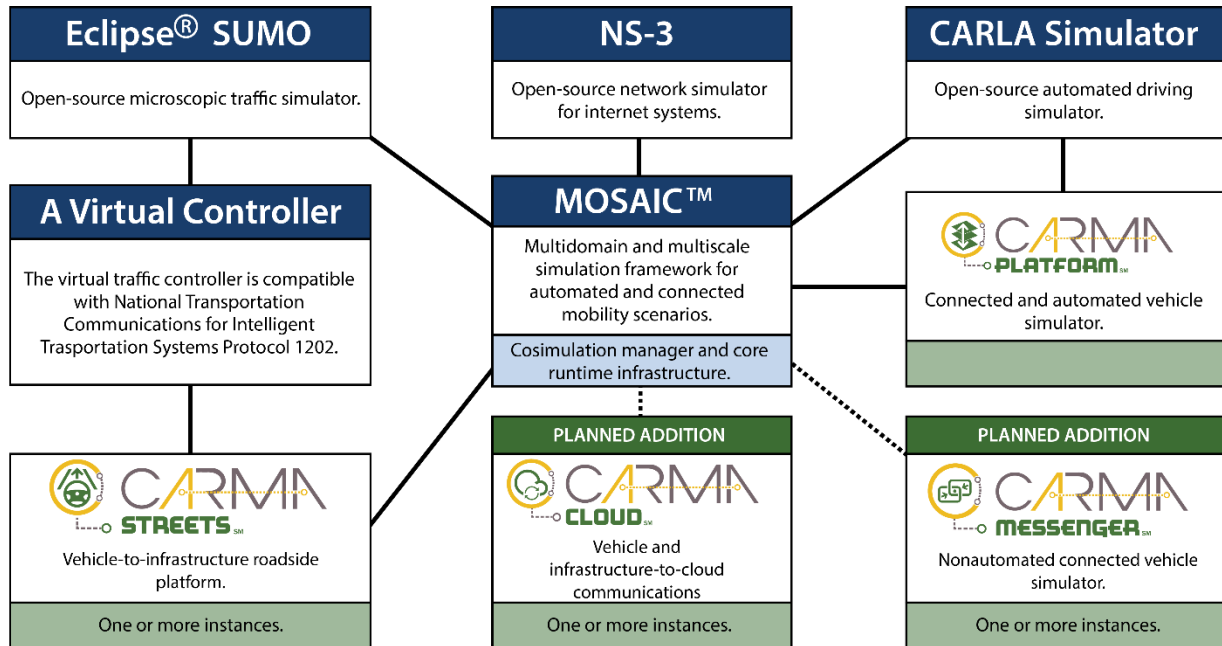 Eclipse® SUMO
Open-source microscopic traffic simulator.
NS-3
Open-source network simulator
for internet systems.
CARLA Simulator
Open-source automated driving
simulator.
A Virtual Controller
The virtual traffic controller is compatible
with National Transportation
Communications for Intelligent
Trasportation Systems Protocol 1202.
MOSAIC™
Multidomain and multiscale
simulation framework for
automated and connected
mobility scenarios.
Cosimulation manager and core
runtime infrastructure.
CARMA
PLATFORM℠
Connected and automated vehicle
simulator.
CARMA
STREETS℠
Vehicle-to-infrastructure roadside
platform.
One or more instances.
PLANNED ADDITION
CARMA
CLOUD℠
Vehicle and
infrastructure-to-cloud
communications
One or more instances.
PLANNED ADDITION
CARMA
MESSENGER℠
Nonautomated connected vehicle
simulator.
One or more instances.